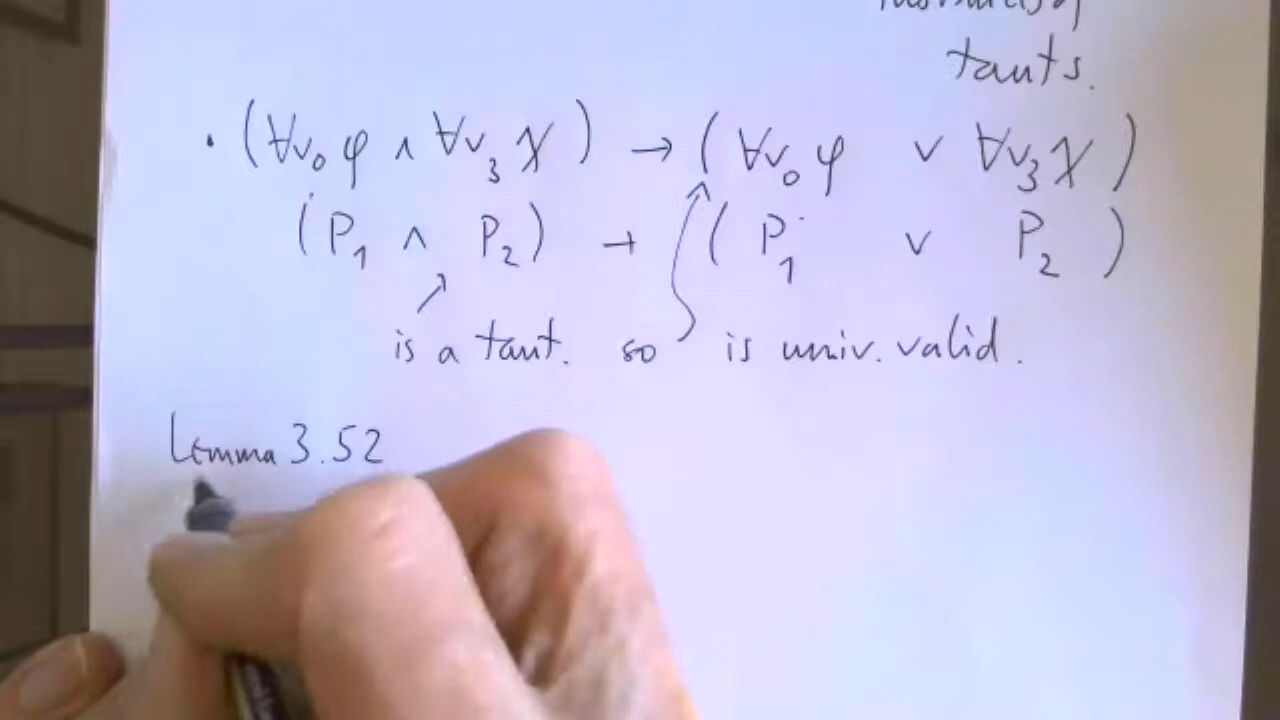 tauts.
· (∀v₀ φ ∧ ∀v₃ χ) → (∀v₀ φ ∨ ∀v₃ χ)
(P₁ ∧ P₂) → (P₁ ∨ P₂)
is a taut. so is univ. valid.
Lemma 3.52